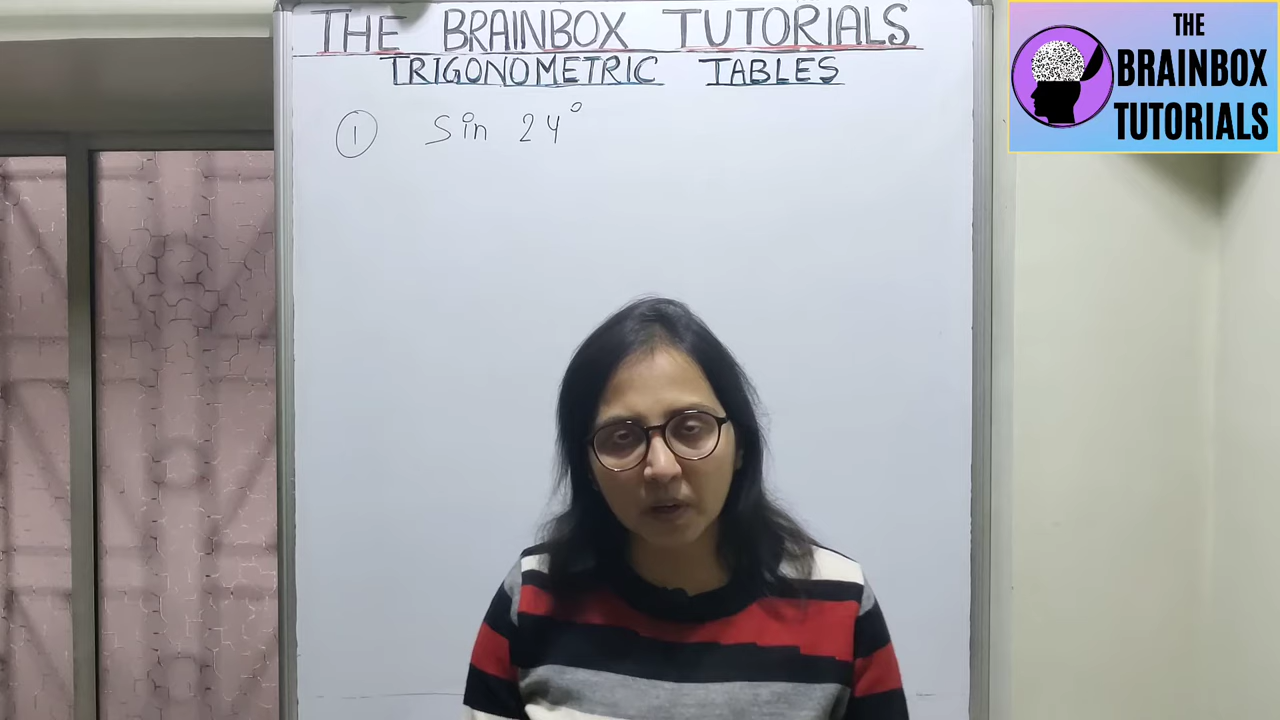 THE BRAINBOX TUTORIALS
TRIGONOMETRIC TABLES
① Sin 24°
THE
BRAINBOX
TUTORIALS